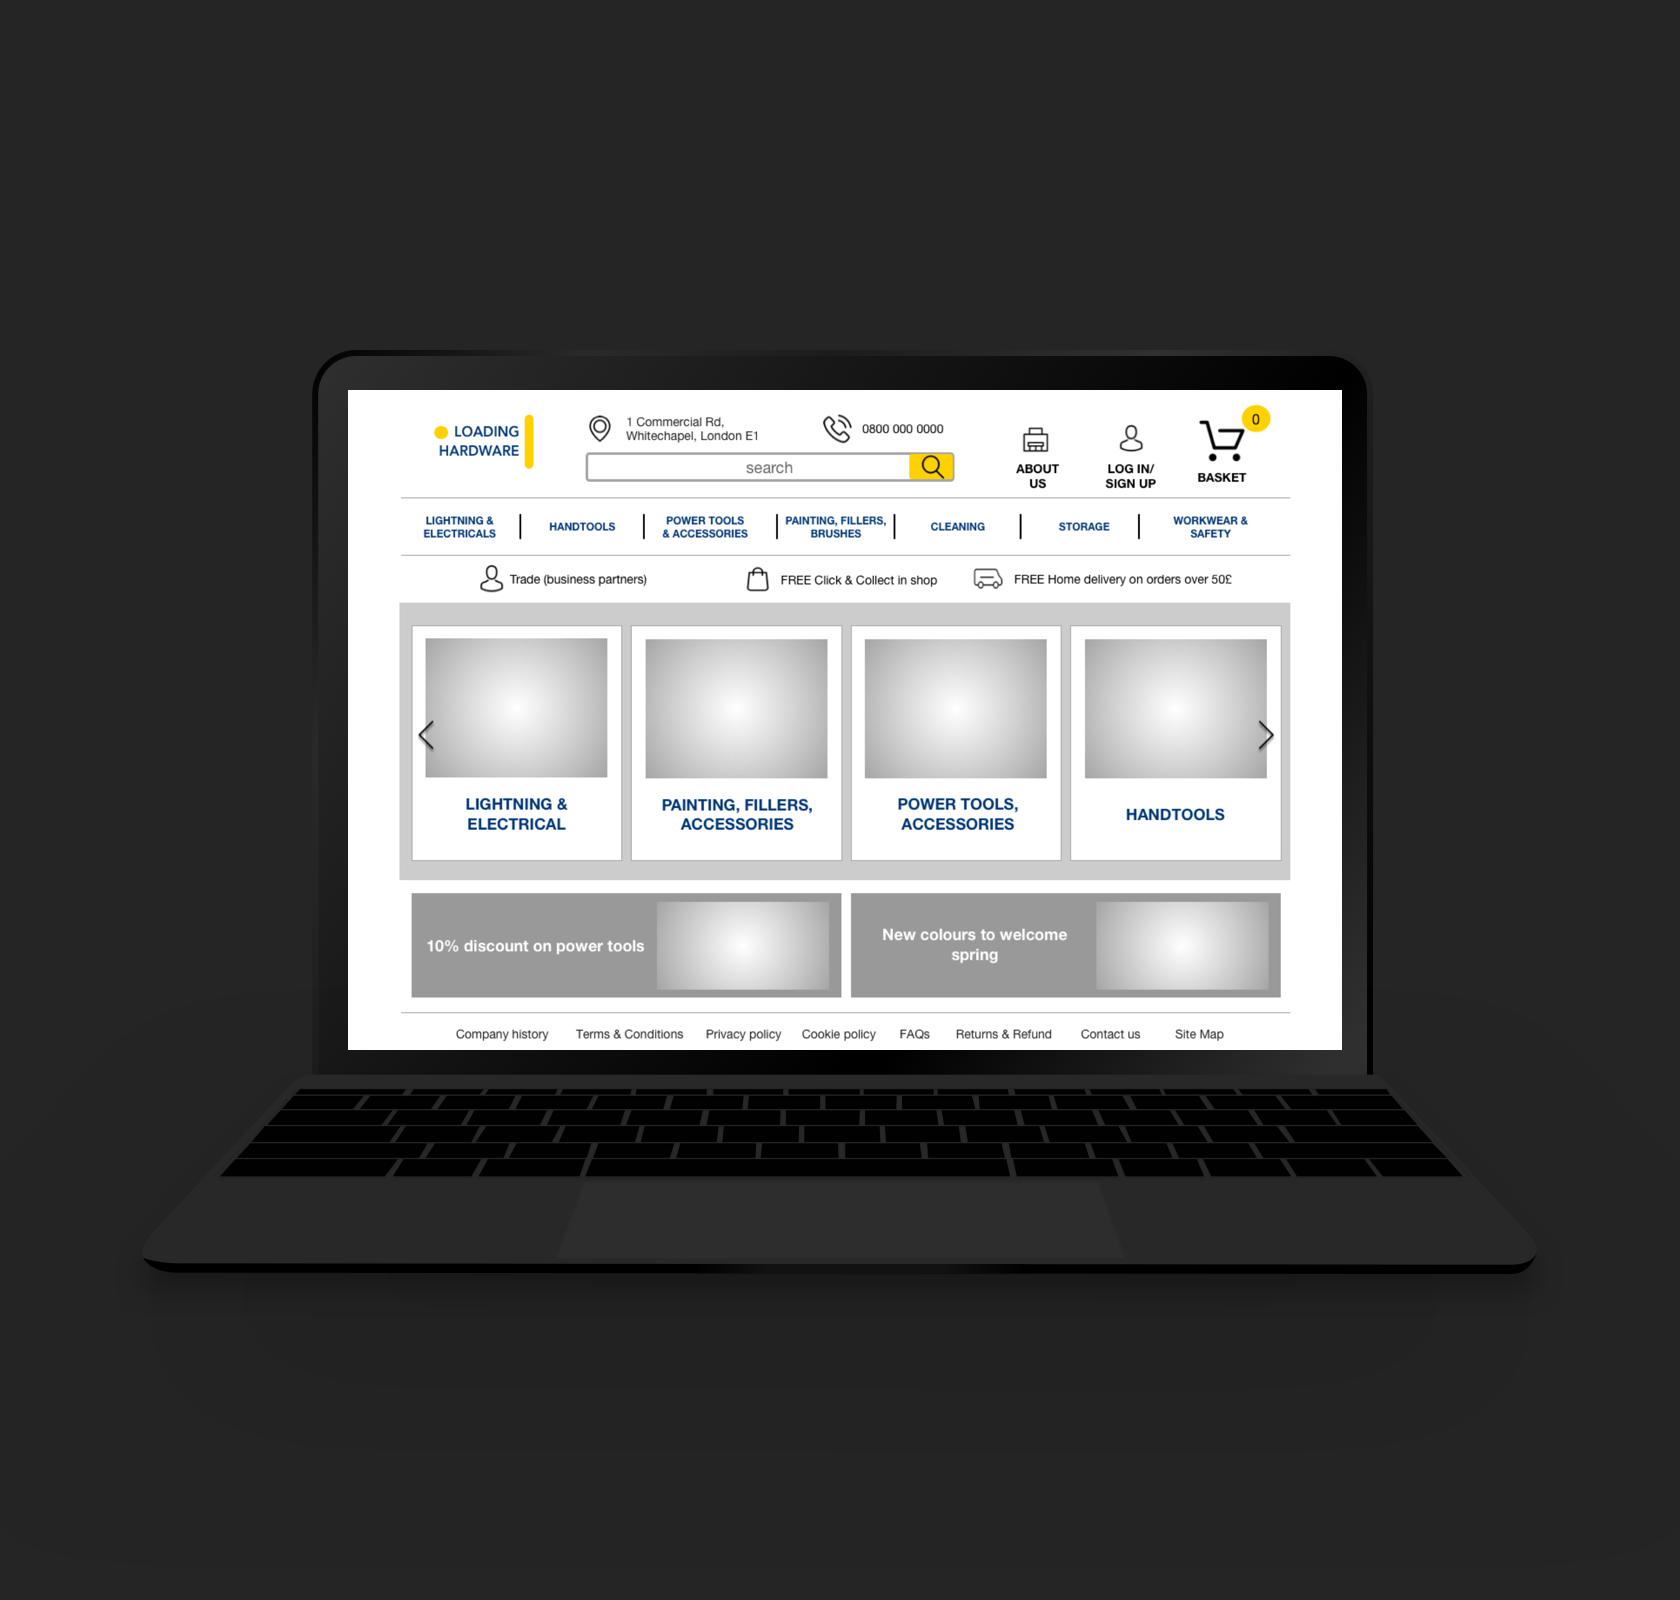 LOADING
HARDWARE
1 Commercial Rd,
Whitechapel, London E1
0800 000 0000
search
ABOUT
US
LOG IN/
SIGN UP
0
BASKET
LIGHTNING &
ELECTRICALS
HANDTOOLS
POWER TOOLS
& ACCESSORIES
PAINTING, FILLERS,
BRUSHES
CLEANING
STORAGE
WORKWEAR &
SAFETY
Trade (business partners)
FREE Click & Collect in shop
FREE Home delivery on orders over 50£
LIGHTNING &
ELECTRICAL
PAINTING, FILLERS,
ACCESSORIES
POWER TOOLS,
ACCESSORIES
HANDTOOLS
10% discount on power tools
New colours to welcome
spring
Company history
Terms & Conditions
Privacy policy
Cookie policy
FAQs
Returns & Refund
Contact us
Site Map